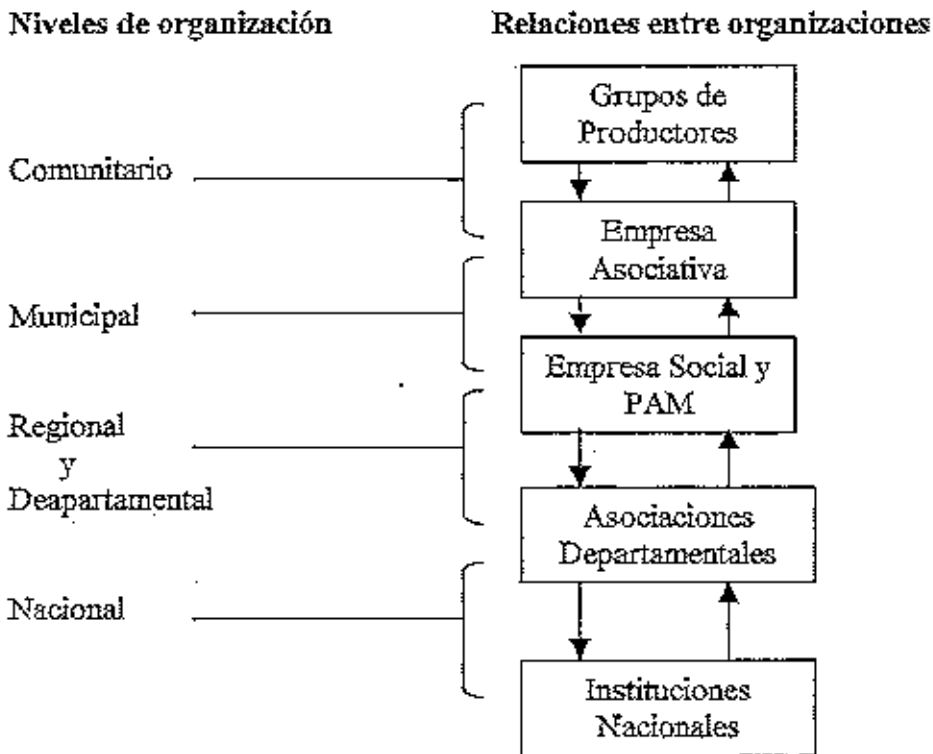 Niveles de organización
Relaciones entre organizaciones
Grupos de
Productores
Comunitario
Empresa
Asociativa
Municipal
Empresa Social y
PAM
Regional
y
Deapartamental
Asociaciones
Departamentales
Nacional
Instituciones
Nacionales